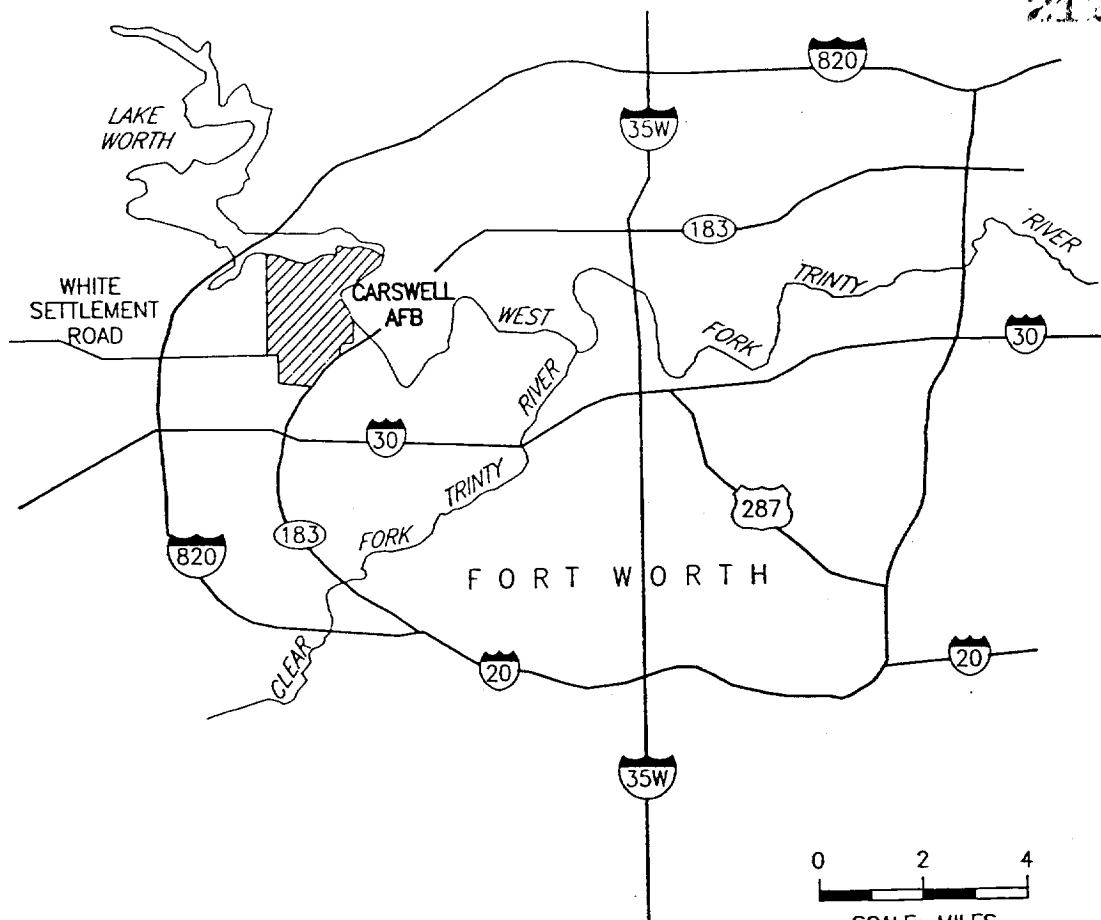 820
35W
LAKE
WORTH
183
RIVER
TRINTY
WHITE
SETTLEMENT
ROAD
CARSWELL
AFB
WEST
FORK
30
RIVER
30
TRINTY
287
183
FORK
820
FORT WORTH
CLEAR
20
20
35W
0 2 4
SCALE MILES